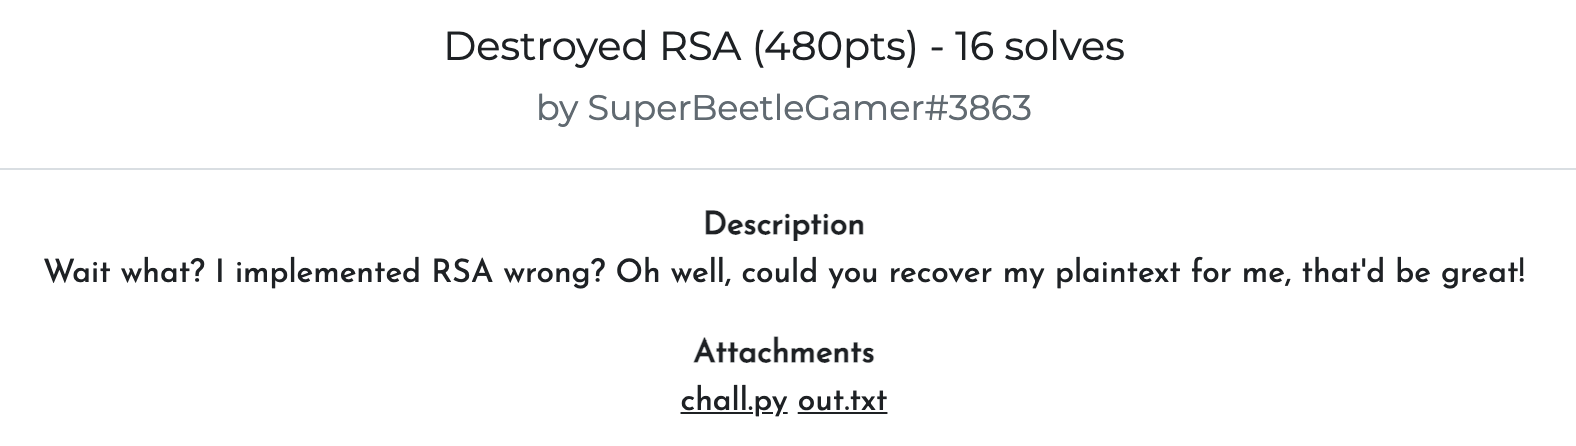 Destroyed RSA (480pts) - 16 solves
by SuperBeetleGamer#3863
Description
Wait what? I implemented RSA wrong? Oh well, could you recover my plaintext for me, that'd be great!
Attachments
chall.py out.txt